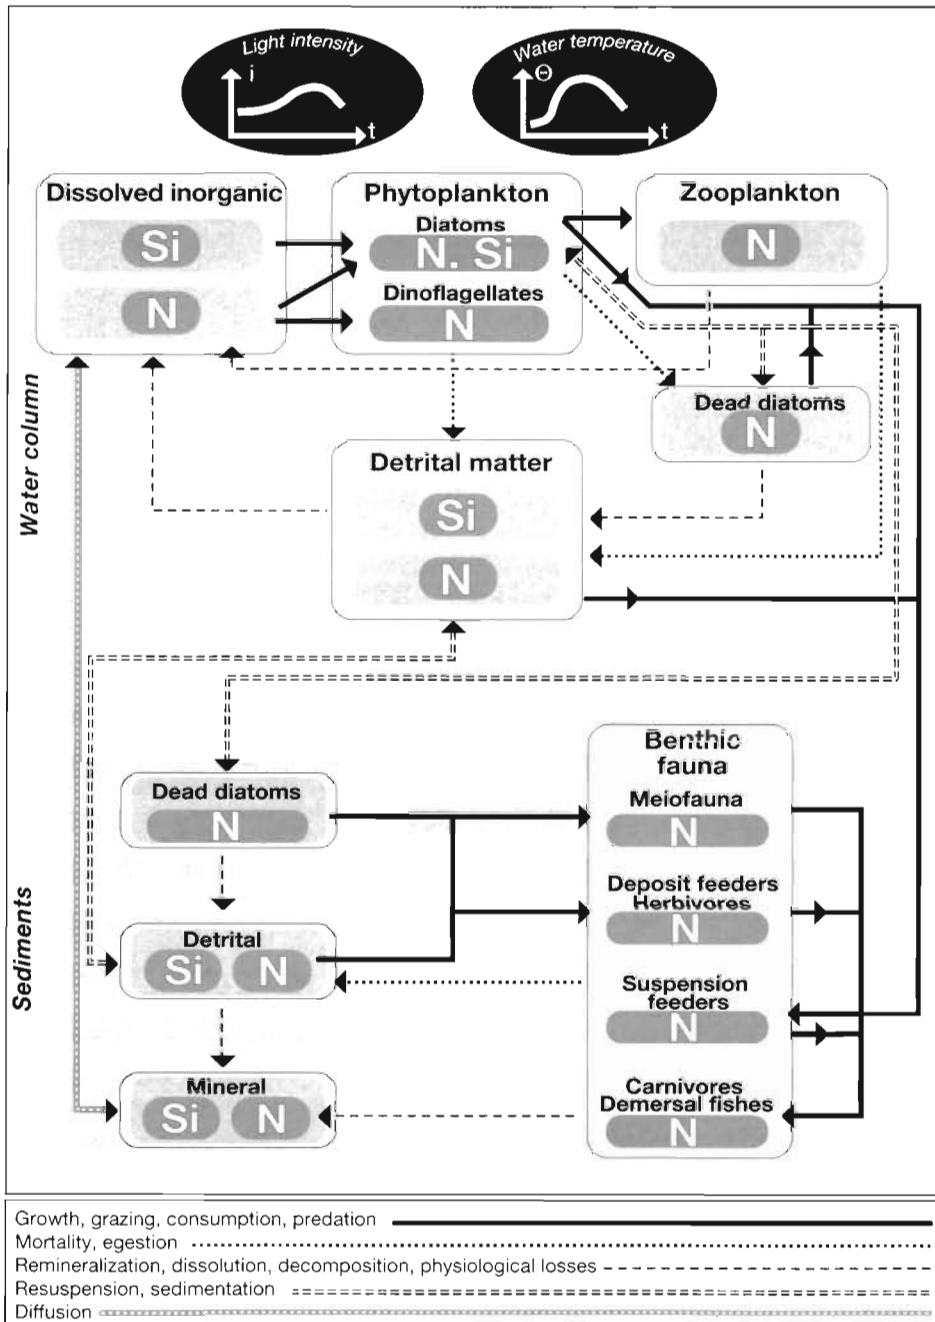 Light intensity
i
t
Water temperature
Θ
t
Dissolved inorganic
Si
N
Phytoplankton
Diatoms
N. Si
Dinoflagellates
N
Zooplankton
N
Dead diatoms
N
Water column
Detrital matter
Si
N
Sediments
Dead diatoms
N
Detrital
Si N
Mineral
Si N
Benthic
fauna
Meiofauna
N
Deposit feeders
Herbivores
N
Suspension
feeders
N
Carnivores
Demersal fishes
N
Growth, grazing, consumption, predation
Mortality, egestion
Remineralization, dissolution, decomposition, physiological losses
Resuspension, sedimentation
Diffusion